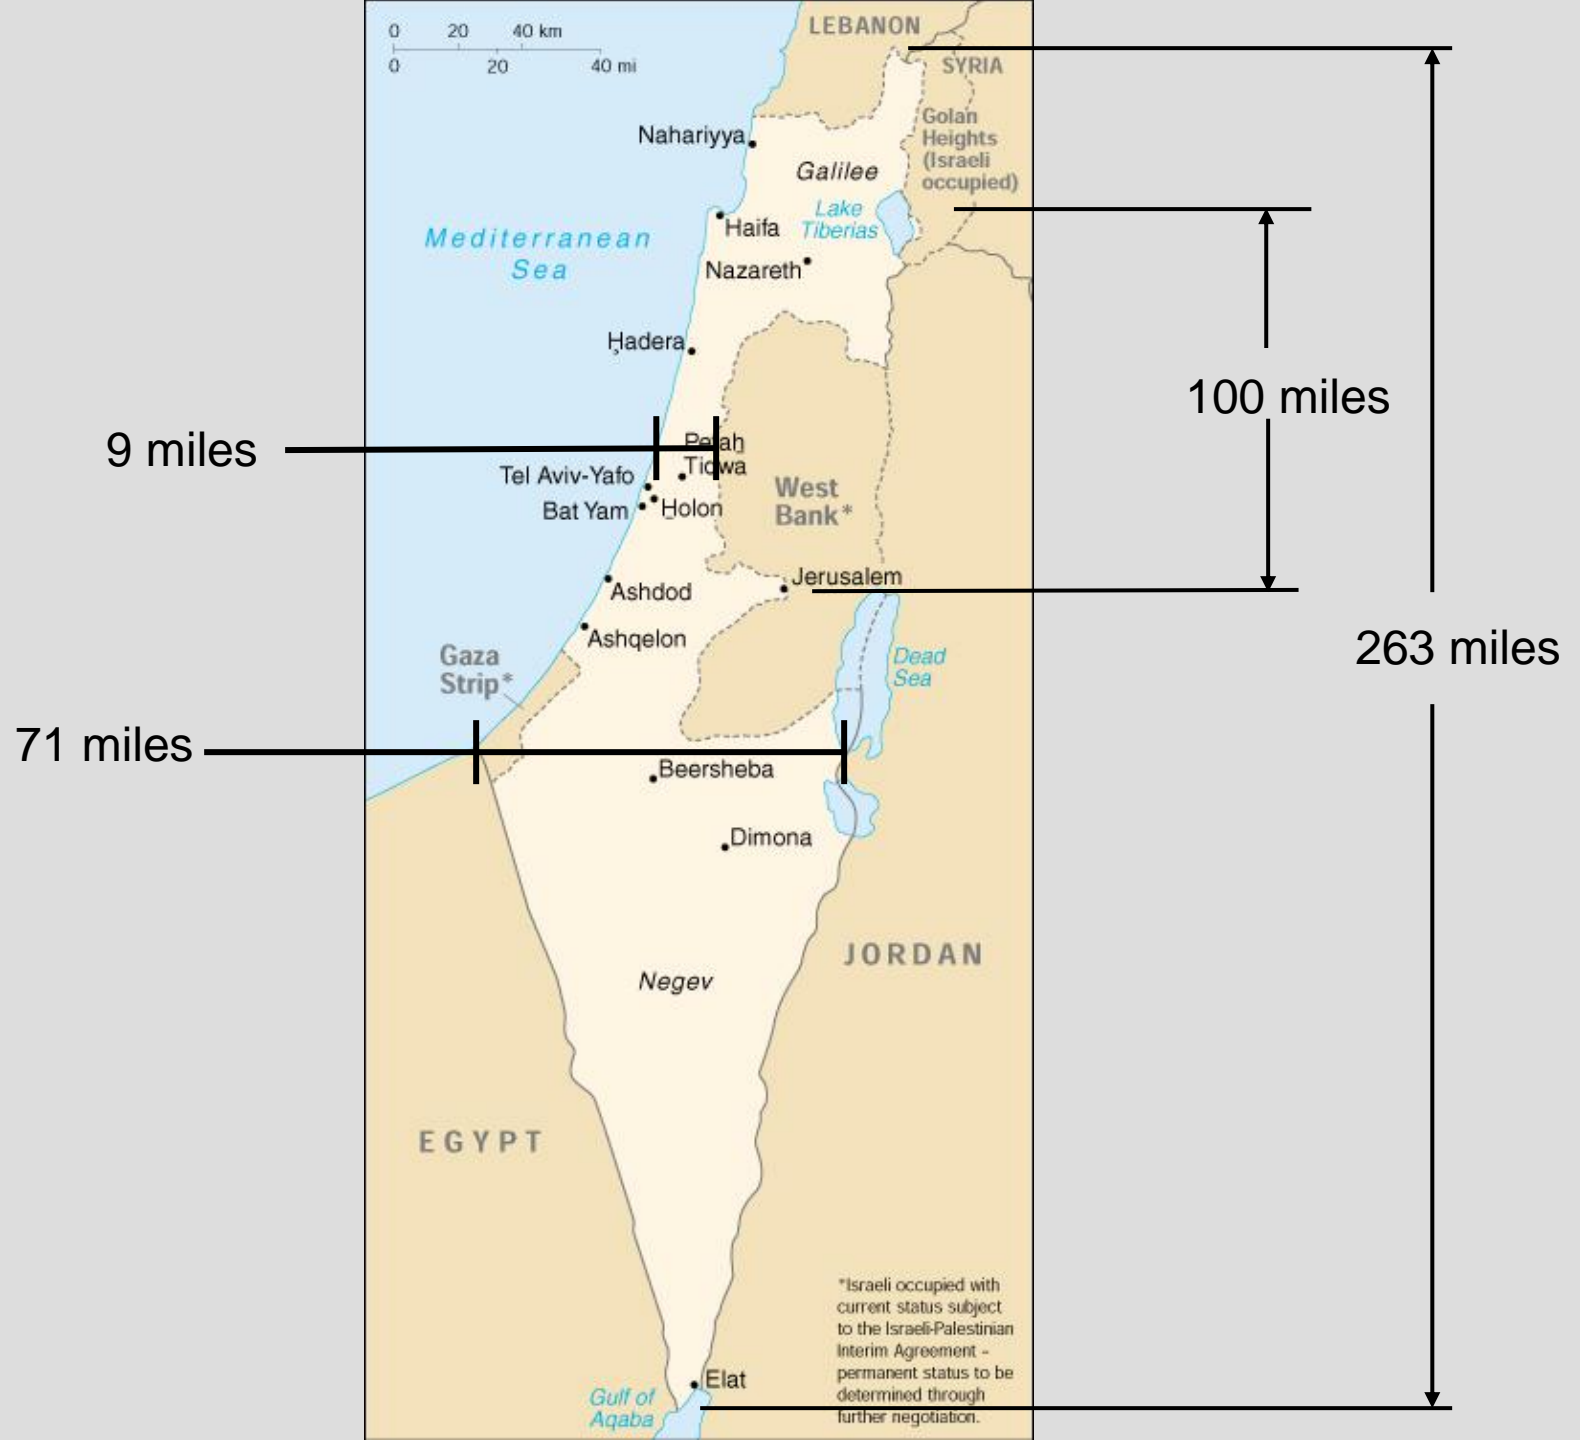 0 20 40 km
0 20 40 mi
LEBANON
SYRIA
Golan
Heights
(Israeli
occupied)
Nahariyya
Galilee
Lake
Tiberias
Haifa
Mediterranean
Sea
Nazareth
Ḥadera
100 miles
9 miles
Petaẖ
Tiqwa
Tel Aviv-Yafo
West
Bank*
Bat Yam
H̱olon
Jerusalem
Ashdod
Ashqelon
263 miles
Gaza
Strip*
Dead
Sea
71 miles
Beersheba
Dimona
JORDAN
Negev
EGYPT
*Israeli occupied with
current status subject
to the Israeli-Palestinian
Interim Agreement –
permanent status to be
determined through
further negotiation.
Elat
Gulf of
Aqaba